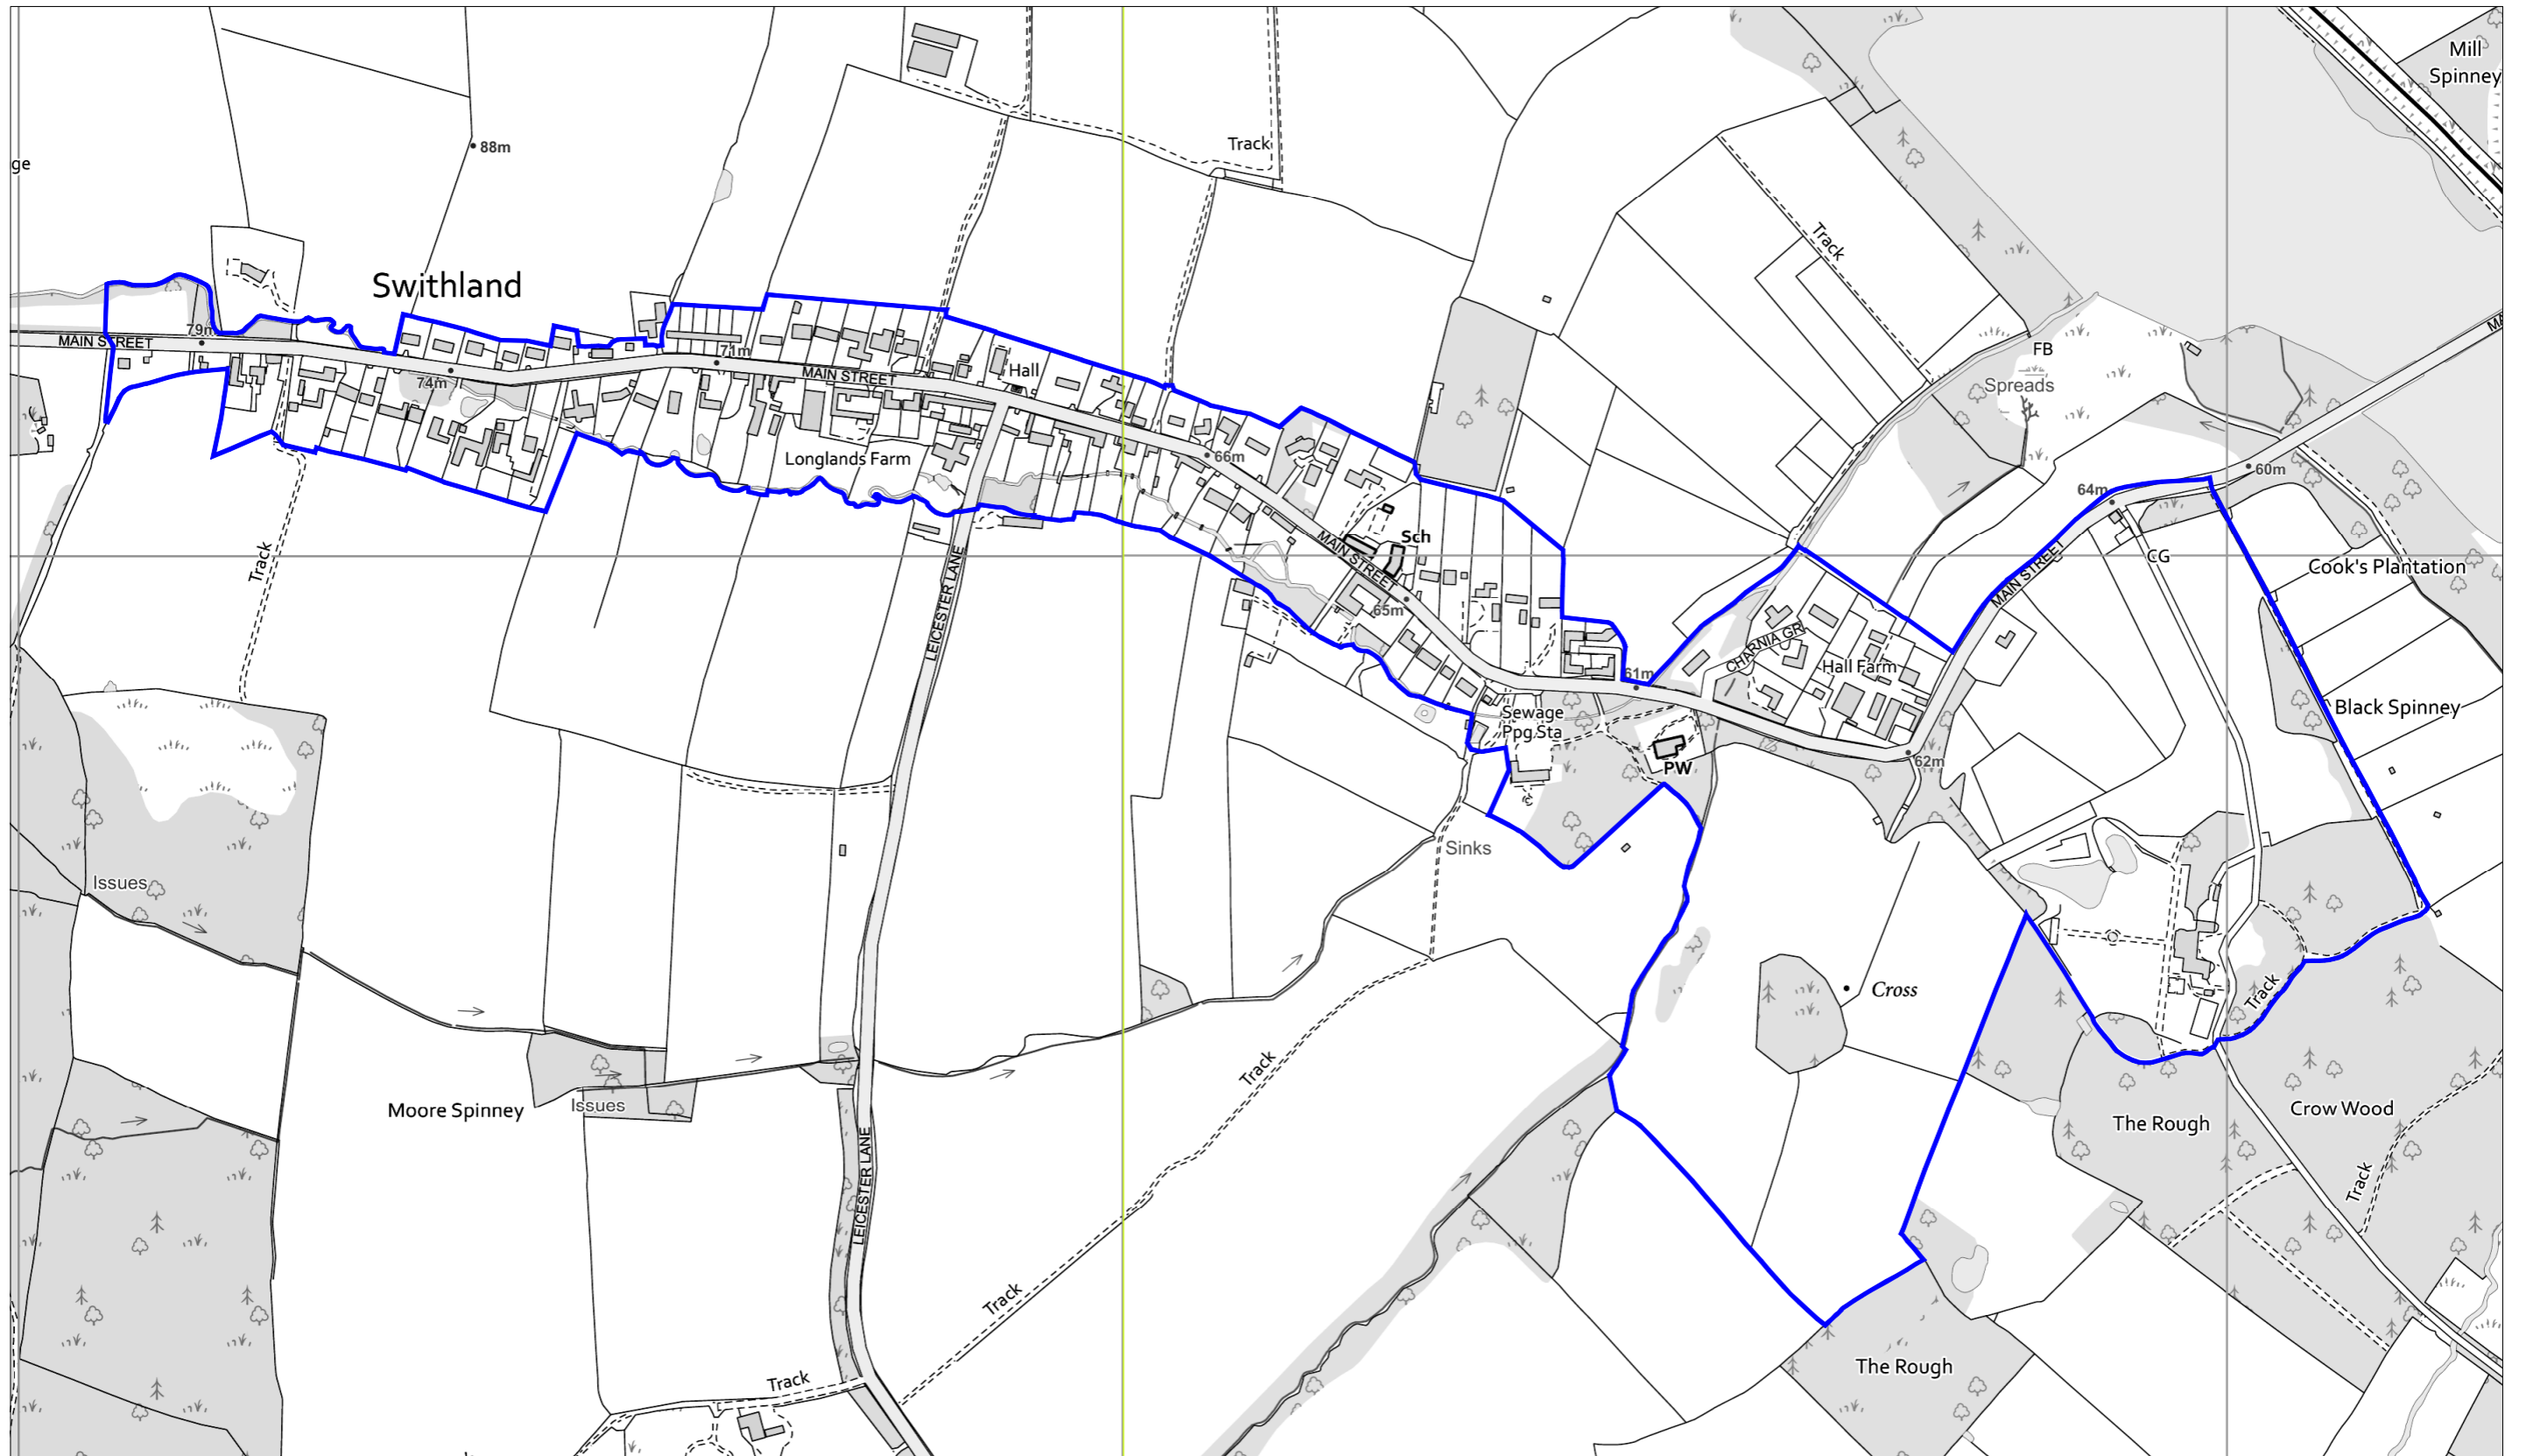 Mill
Spinney
88m
Track
ge
Track
Swithland
79m
MAIN STREET
FB
71m
Hall
MAIN STREET
74m
Spreads
Longlands Farm
66m
60m
64m
Sch
MAIN STREET
CG
Cook's Plantation
Track
LEICESTER LANE
MAIN STREET
65m
CHARNIA GR
Hall Farm
61m
Sewage
Ppg Sta
Black Spinney
PW
62m
Sinks
Issues
Cross
Track
Track
Moore Spinney
Issues
The Rough
Crow Wood
LEICESTER LANE
Track
Track
The Rough
Track